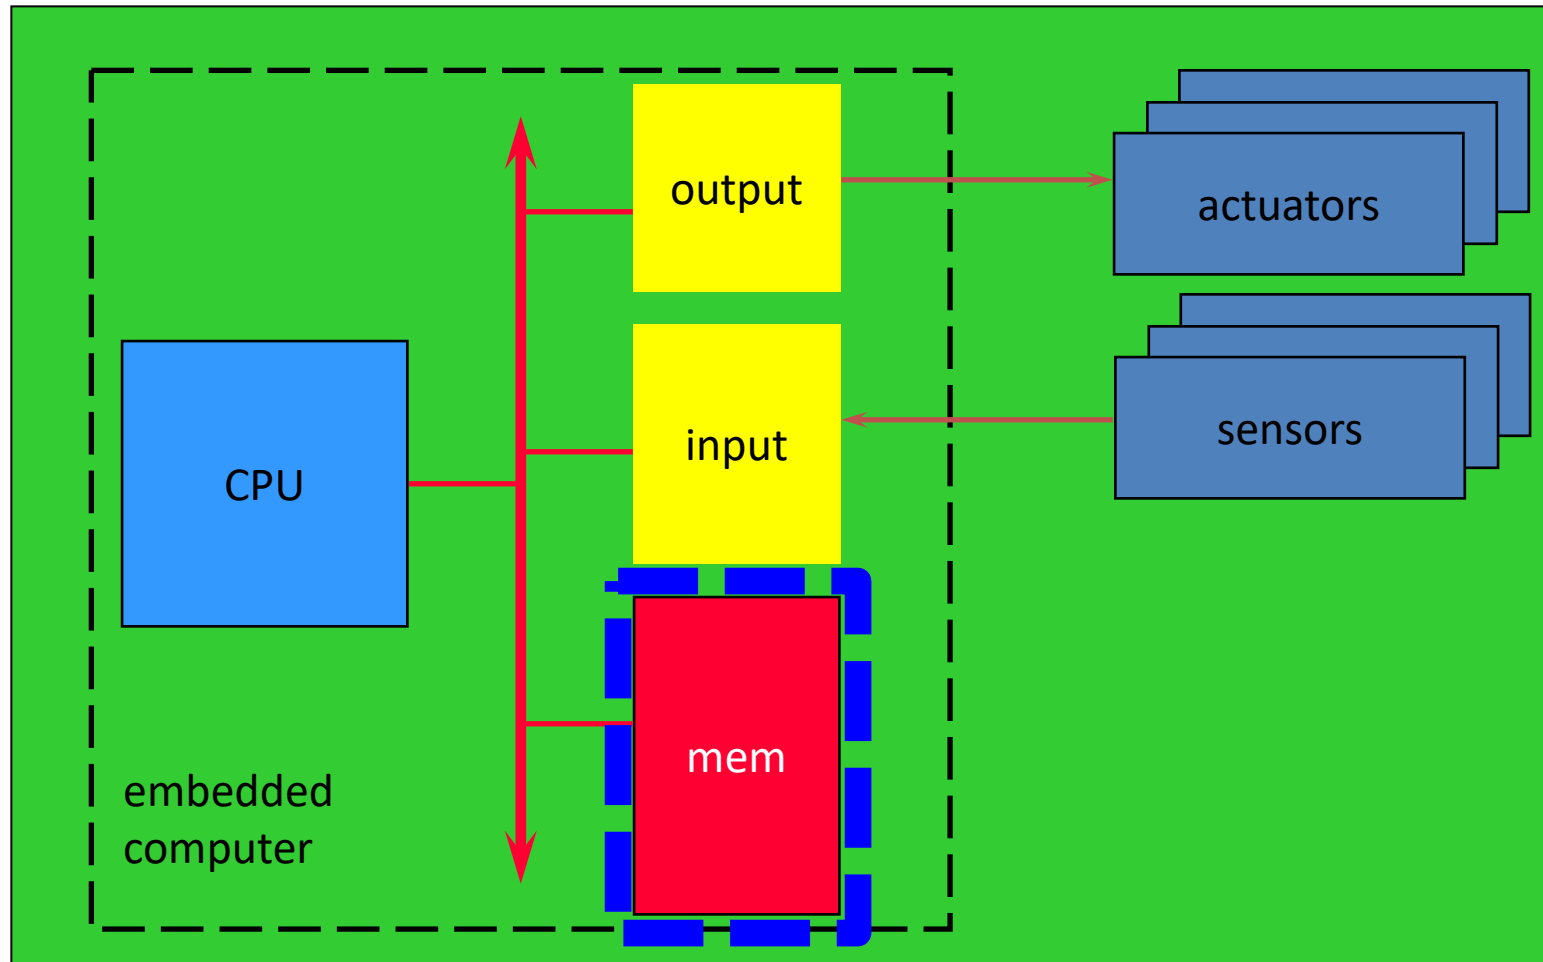 output
actuators
input
sensors
CPU
mem
embedded
computer